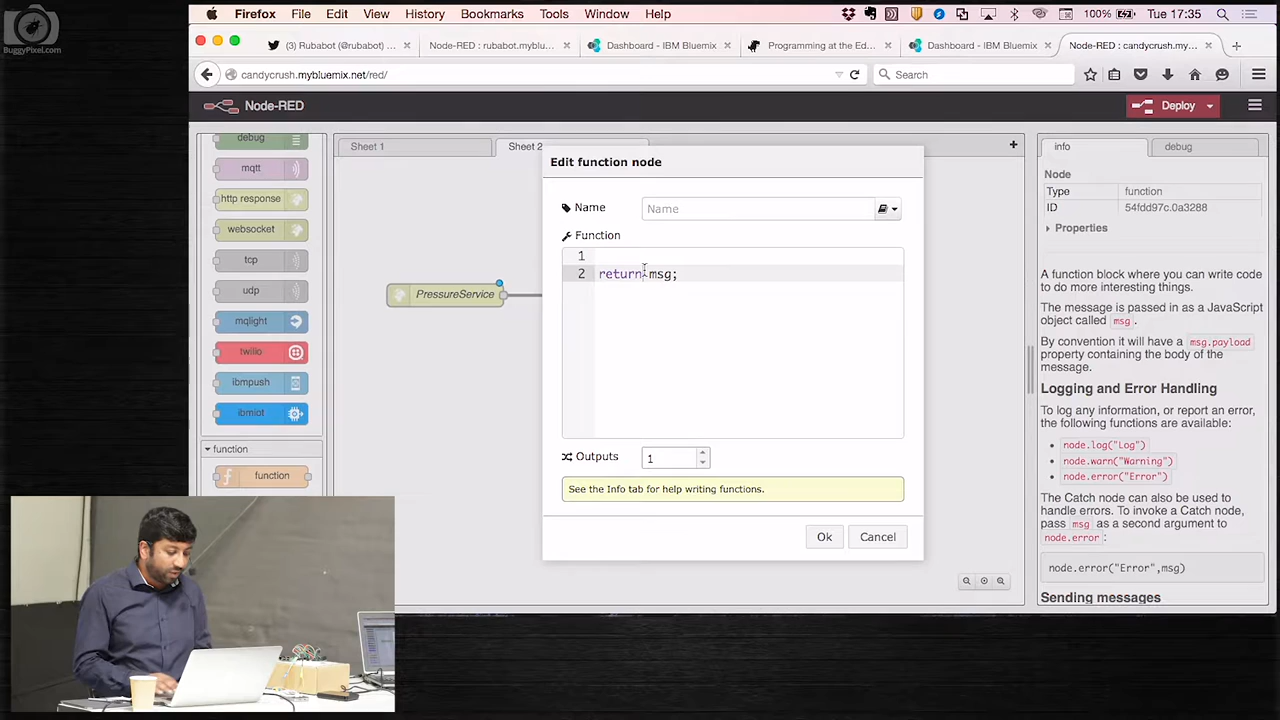 BuggyPixel.com
Firefox File Edit View History Bookmarks Tools Window Help
100% Tue 17:35
(3) kubabot (@rubabot)
Node-RED : rubabot.myblu...
Dashboard - IBM Bluemix
Programming at the Ed...
Dashboard - IBM Bluemix
Node-RED : candycrush.my...
candycrush.mybluemix.net/red/
Search
Node-RED
Deploy
debug
mqtt
http response
websocket
tcp
udp
mqlight
twilio
ibmpush
ibmiot
function
function
Sheet 1
Sheet 2
PressureService
Edit function node
Name
Name
Function
1
2 return msg;
Outputs
1
See the Info tab for help writing functions.
Ok
Cancel
info
debug
Node
Type function
ID 54fdd97c.0a3288
Properties
A function block where you can write code
to do more interesting things.
The message is passed in as a JavaScript
object called msg.
By convention it will have a msg.payload
property containing the body of the
message.
Logging and Error Handling
To log any information, or report an error,
the following functions are available:
node.log("Log")
node.warn("Warning")
node.error("Error")
The Catch node can also be used to
handle errors. To invoke a Catch node,
pass msg as a second argument to
node.error:
node.error("Error",msg)
Sending messages